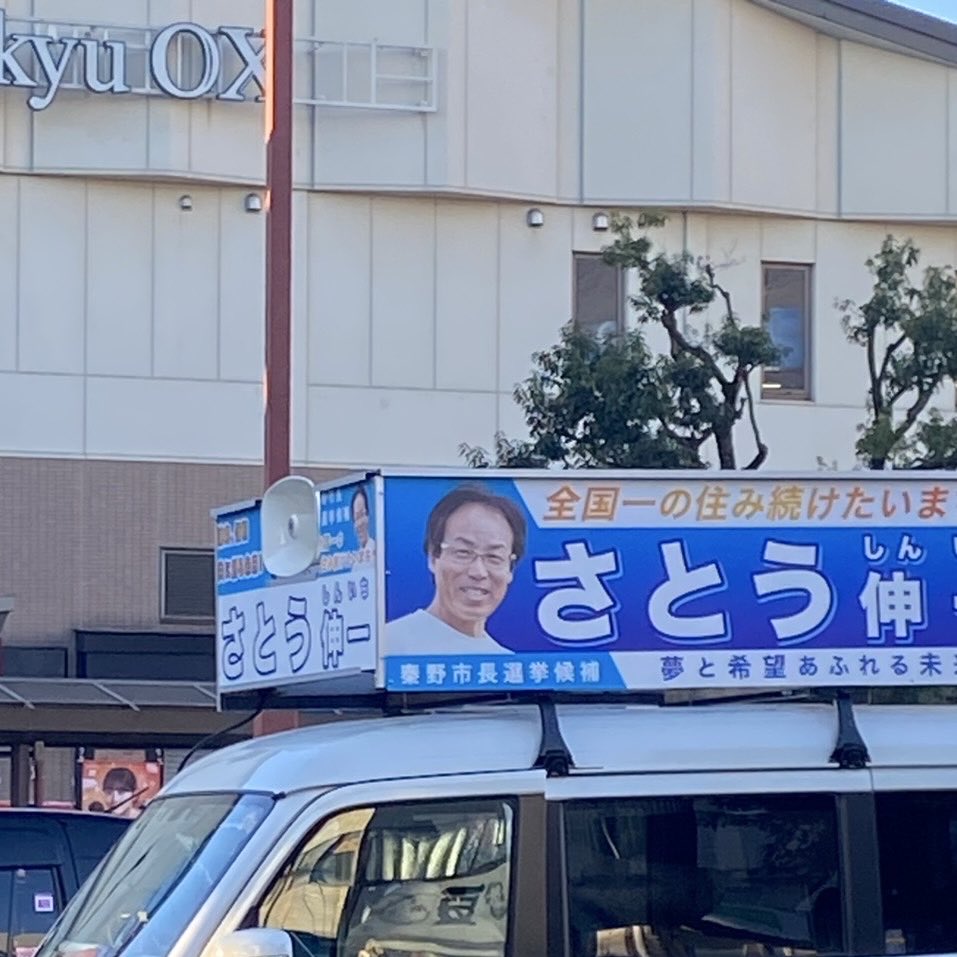 kyu OX
全国一の住み続けたいま
しん
さとう伸
秦野市長選挙候補
夢と希望あふれる未
しんいち
さとう伸一